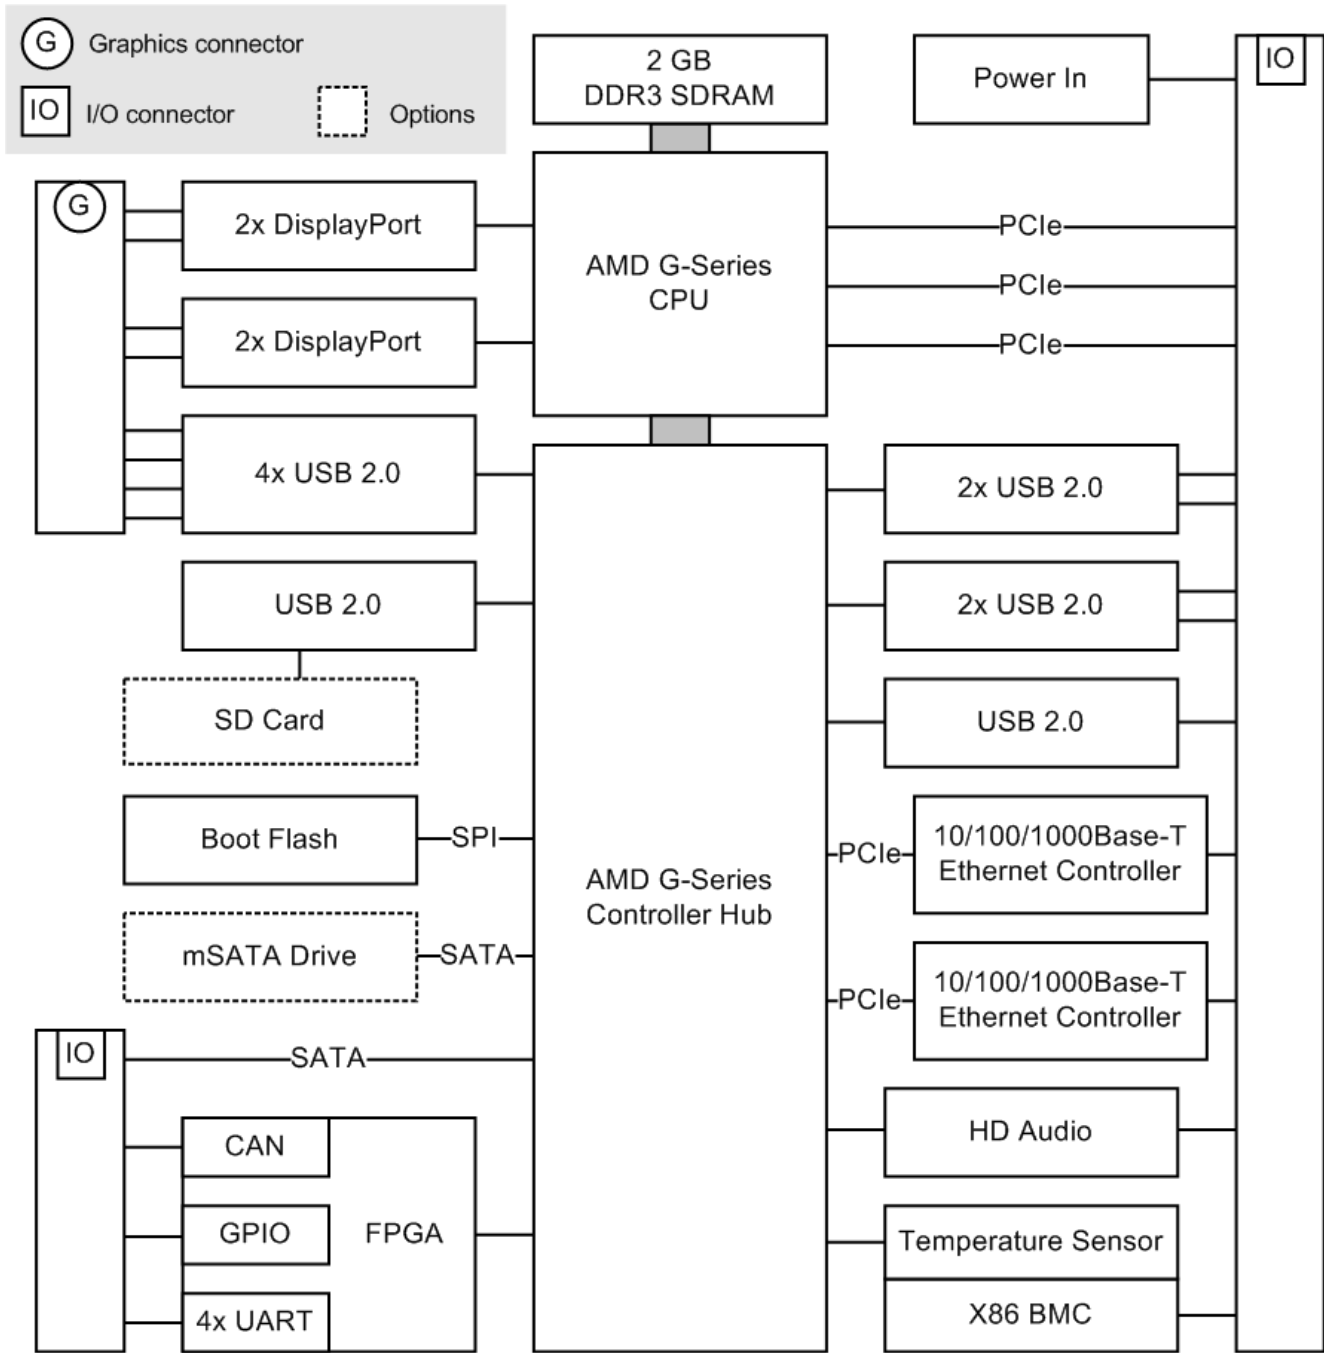 G Graphics connector
IO I/O connector
Options
2 GB
DDR3 SDRAM
Power In
IO
G
2x DisplayPort
AMD G-Series
CPU
PCIe
PCIe
PCIe
2x DisplayPort
4x USB 2.0
2x USB 2.0
USB 2.0
2x USB 2.0
SD Card
USB 2.0
Boot Flash
SPI
AMD G-Series
Controller Hub
PCIe
10/100/1000Base-T
Ethernet Controller
mSATA Drive
SATA
PCIe
10/100/1000Base-T
Ethernet Controller
IO
SATA
CAN
GPIO
4x UART
FPGA
HD Audio
Temperature Sensor
X86 BMC